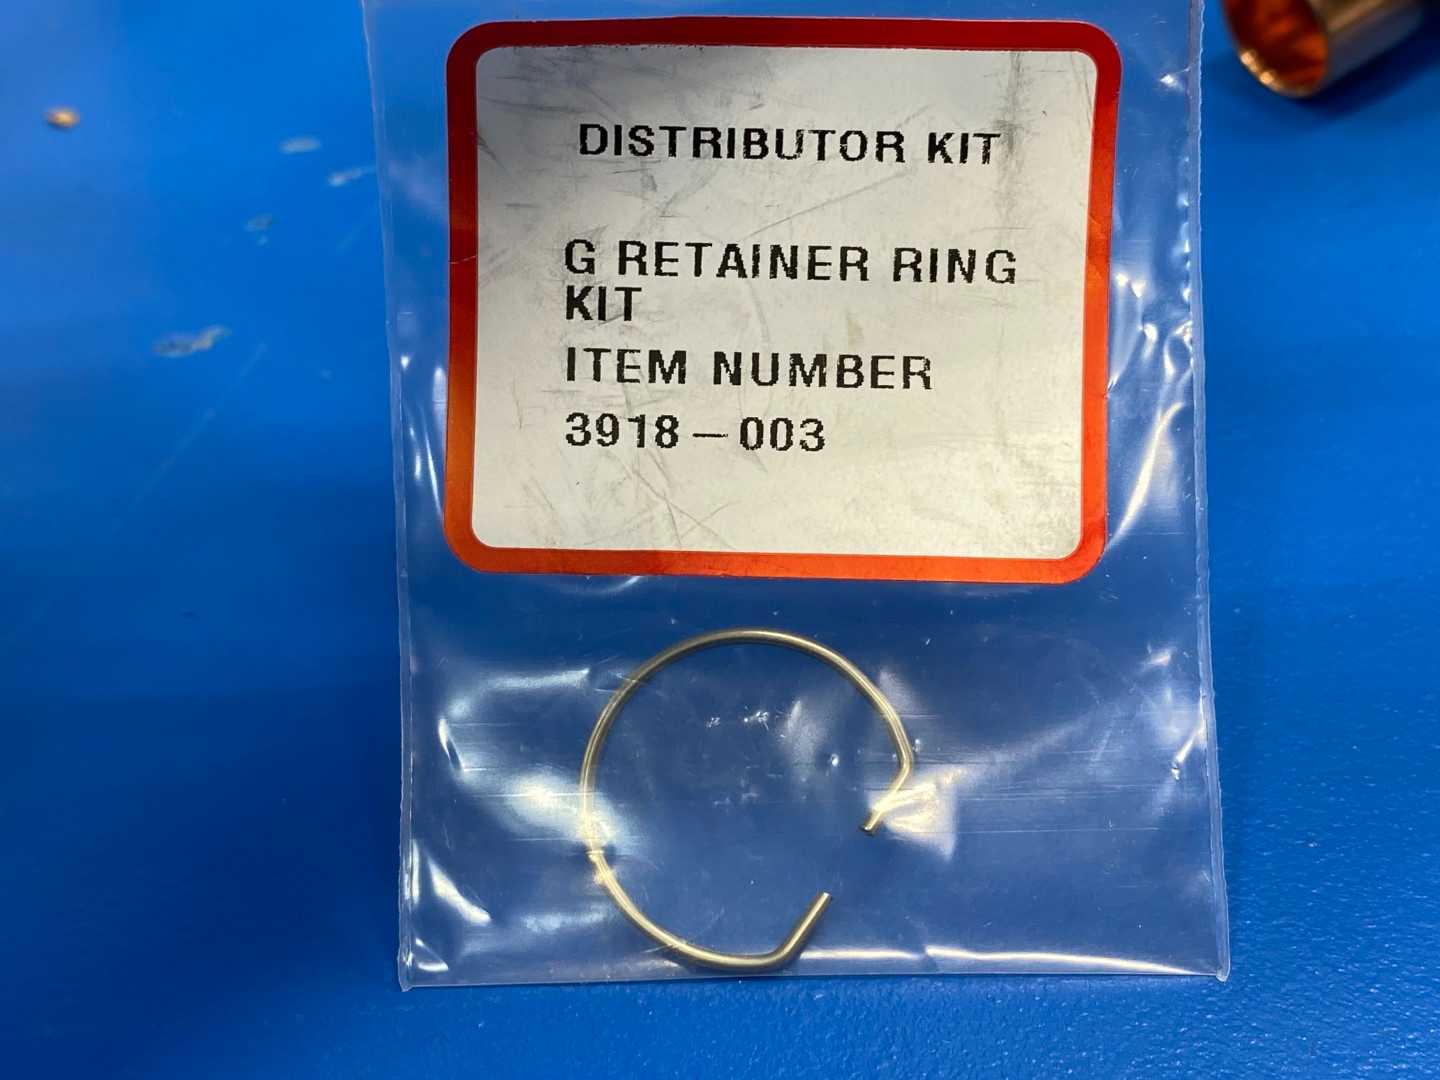 DISTRIBUTOR KIT
G RETAINER RING
KIT
ITEM NUMBER
3918-003